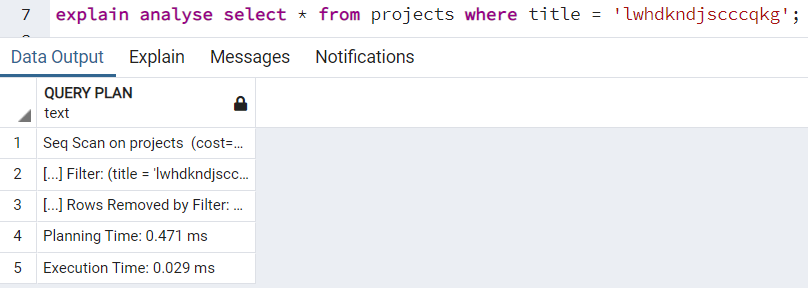 7 explain analyse select * from projects where title = 'lwhdkndjscccqkg';
Data Output Explain Messages Notifications
QUERY PLAN
text
1 Seq Scan on projects (cost=...
2 [...] Filter: (title = 'lwhdkndjscc...
3 [...] Rows Removed by Filter: ...
4 Planning Time: 0.471 ms
5 Execution Time: 0.029 ms